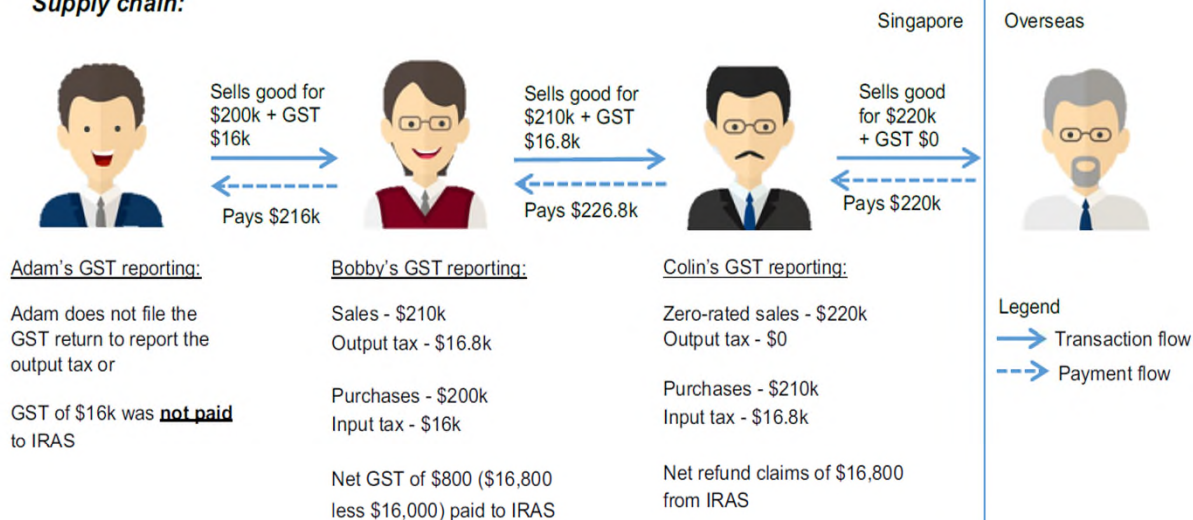 Supply chain:
Singapore
Overseas
Sells good for
$200k + GST
$16k
Pays $216k
Sells good for
$210k + GST
$16.8k
Pays $226.8k
Sells good
for $220k
+ GST $0
Pays $220k
Adam's GST reporting:
Adam does not file the
GST return to report the
output tax or
GST of $16k was not paid
to IRAS
Bobby's GST reporting:
Sales - $210k
Output tax - $16.8k
Purchases - $200k
Input tax - $16k
Net GST of $800 ($16,800
less $16,000) paid to IRAS
Colin's GST reporting:
Zero-rated sales - $220k
Output tax - $0
Purchases - $210k
Input tax - $16.8k
Net refund claims of $16,800
from IRAS
Legend
Transaction flow
Payment flow